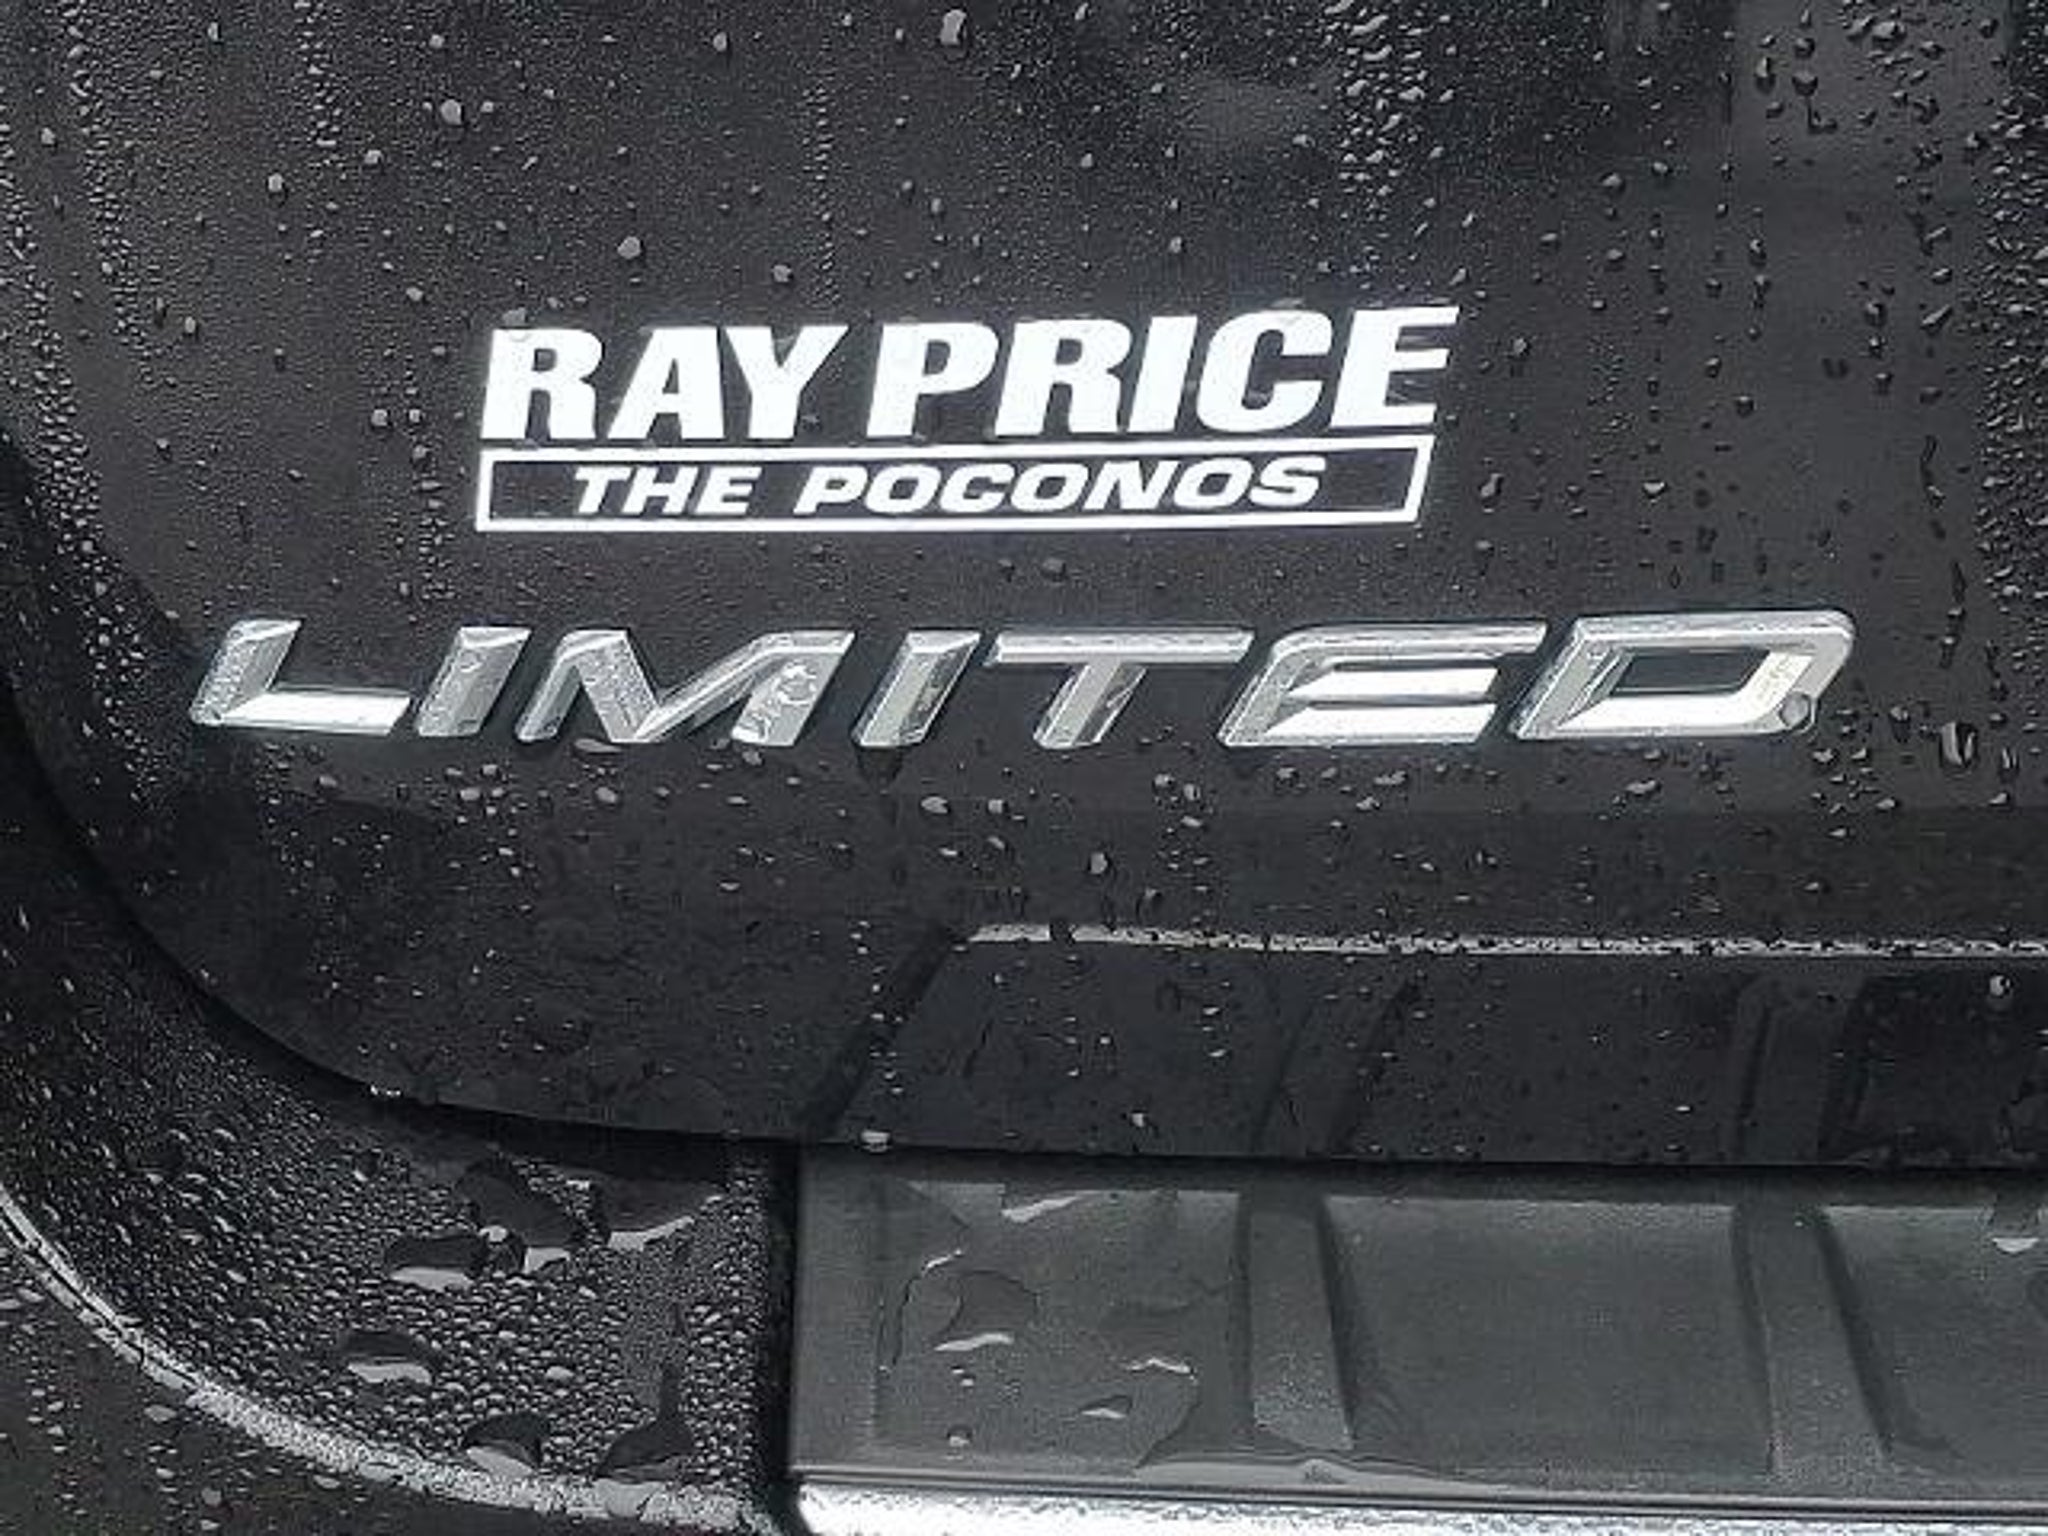 RAY PRICE
THE POCONOS
LIMITED